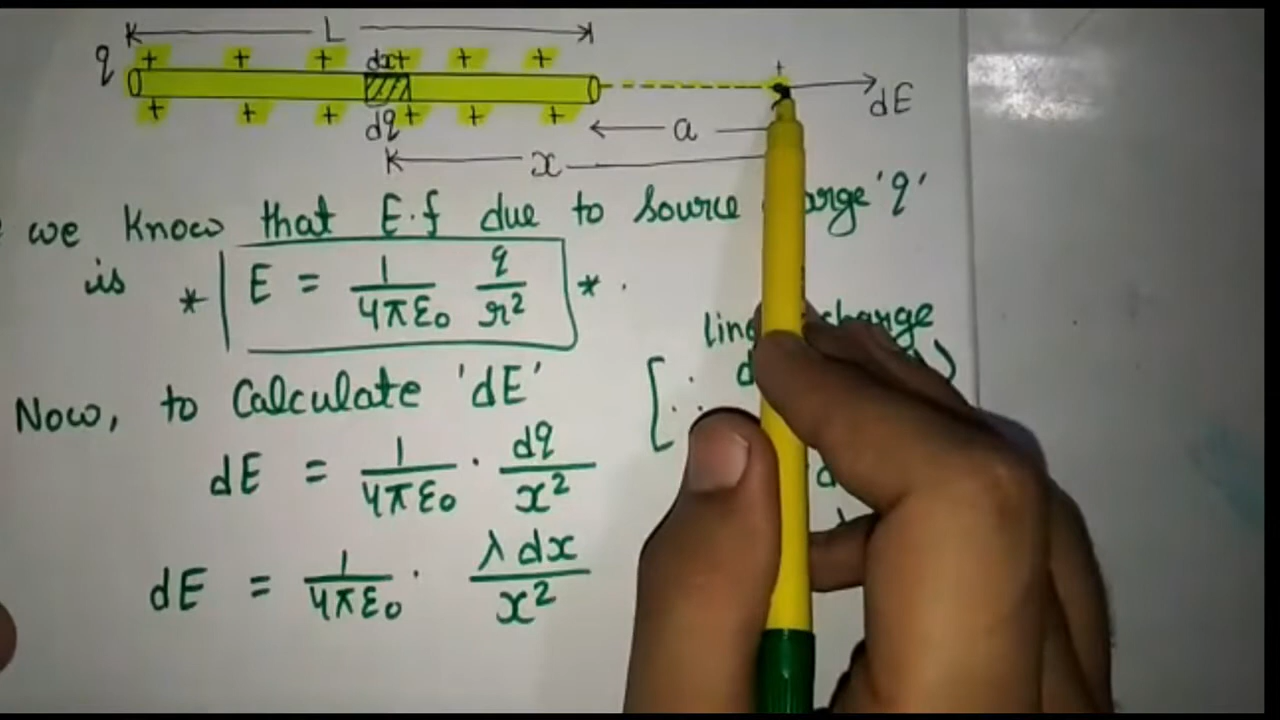 L
q + + + dx + + +
+ + + dq + + +
+ dE
a
x
we know that E.f due to source 'q'
is * E = 1/4πε₀ q/r² * .
charge
Now, to Calculate 'dE' [∵
dE = 1/4πε₀ · dq/x²
dE = 1/4πε₀ · λdx/x²